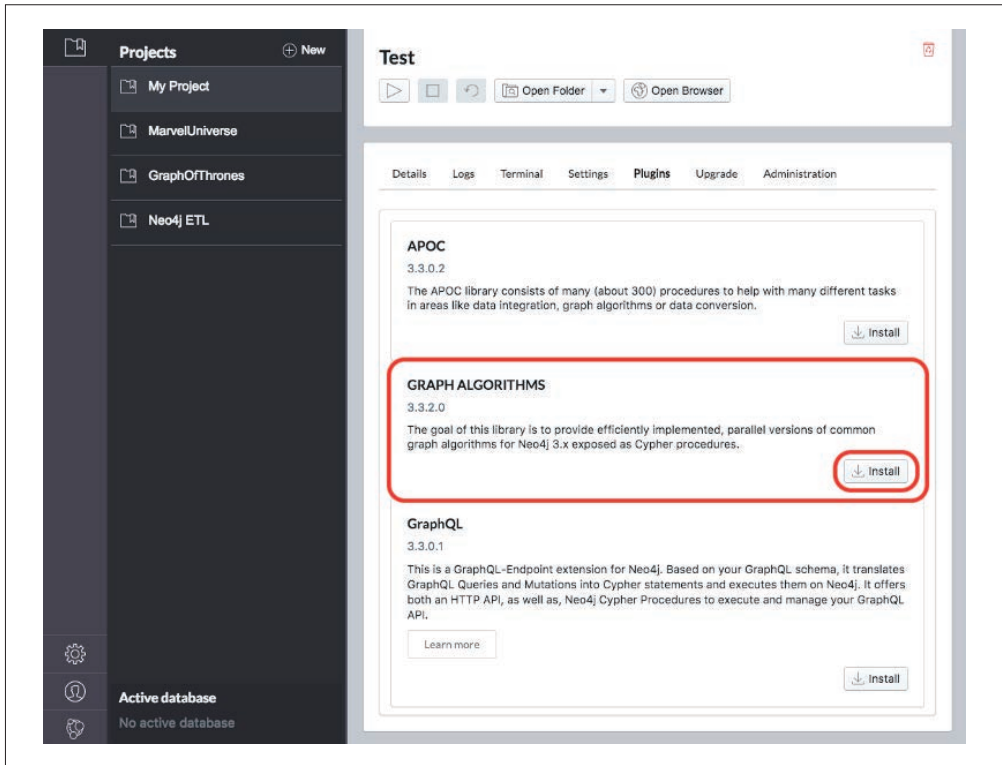 Projects
New
My Project
MarvelUniverse
GraphOfThrones
Neo4j ETL
Active database
No active database
Test
Open Folder
Open Browser
Details Logs Terminal Settings Plugins Upgrade Administration
APOC
3.3.0.2
The APOC library consists of many (about 300) procedures to help with many different tasks
in areas like data integration, graph algorithms or data conversion.
Install
GRAPH ALGORITHMS
3.3.2.0
The goal of this library is to provide efficiently implemented, parallel versions of common
graph algorithms for Neo4j 3.x exposed as Cypher procedures.
Install
GraphQL
3.3.0.1
This is a GraphQL-Endpoint extension for Neo4j. Based on your GraphQL schema, it translates
GraphQL Queries and Mutations into Cypher statements and executes them on Neo4j. It offers
both an HTTP API, as well as, Neo4j Cypher Procedures to execute and manage your GraphQL
API.
Learn more
Install